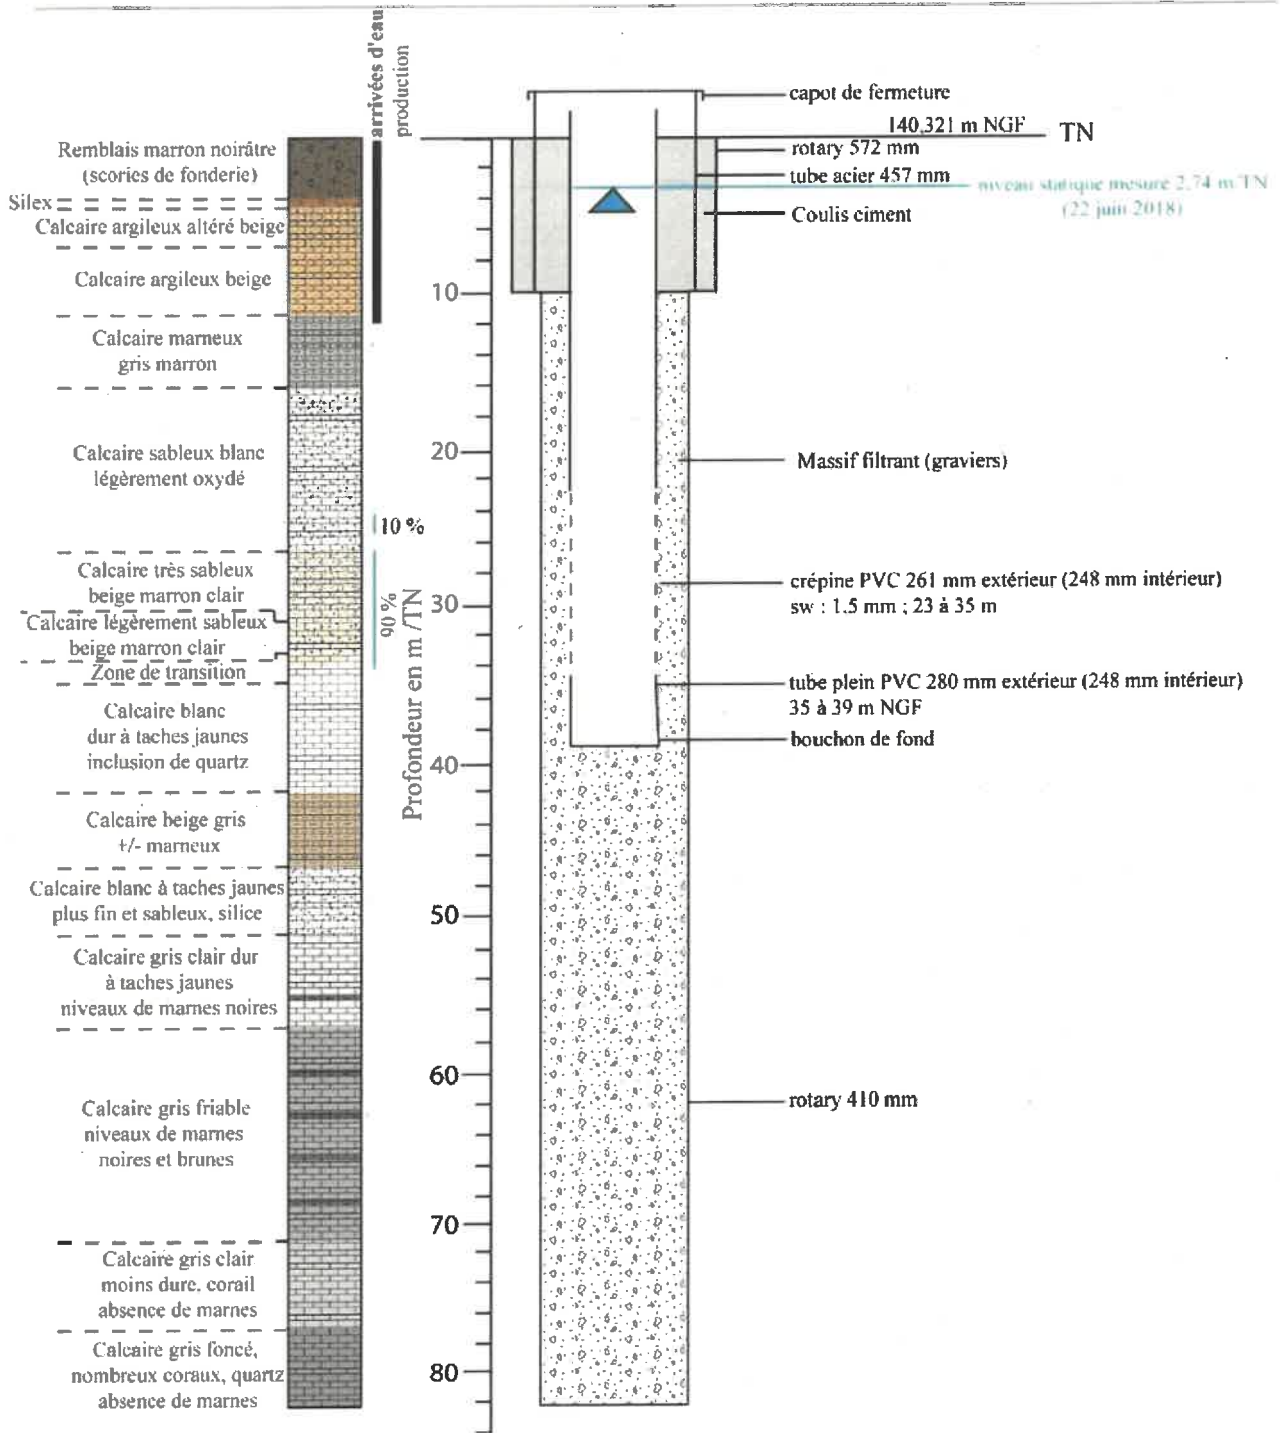 arrivées d'eau
production
capot de fermeture
140,321 m NGF
TN
rotary 572 mm
tube acier 457 mm
niveau statique mesure 2,74 m/TN
(22 juin 2018)
Coulis ciment
Remblais marron noirâtre
(scories de fonderie)
Silex
Calcaire argileux altéré beige
Calcaire argileux beige
Calcaire marneux
gris marron
Calcaire sableux blanc
légèrement oxydé
Calcaire très sableux
beige marron clair
Calcaire légèrement sableux
beige marron clair
Zone de transition
Calcaire blanc
dur à taches jaunes
inclusion de quartz
Calcaire beige gris
+/- marneux
Calcaire blanc à taches jaunes
plus fin et sableux, silice
Calcaire gris clair dur
à taches jaunes
niveaux de marnes noires
Calcaire gris friable
niveaux de marnes
noires et brunes
Calcaire gris clair
moins dure, corail
absence de marnes
Calcaire gris foncé,
nombreux coraux, quartz
absence de marnes
10 %
90 %
Profondeur en m /TN
10
20
30
40
50
60
70
80
Massif filtrant (graviers)
crépine PVC 261 mm extérieur (248 mm intérieur)
sw : 1.5 mm ; 23 à 35 m
tube plein PVC 280 mm extérieur (248 mm intérieur)
35 à 39 m NGF
bouchon de fond
rotary 410 mm